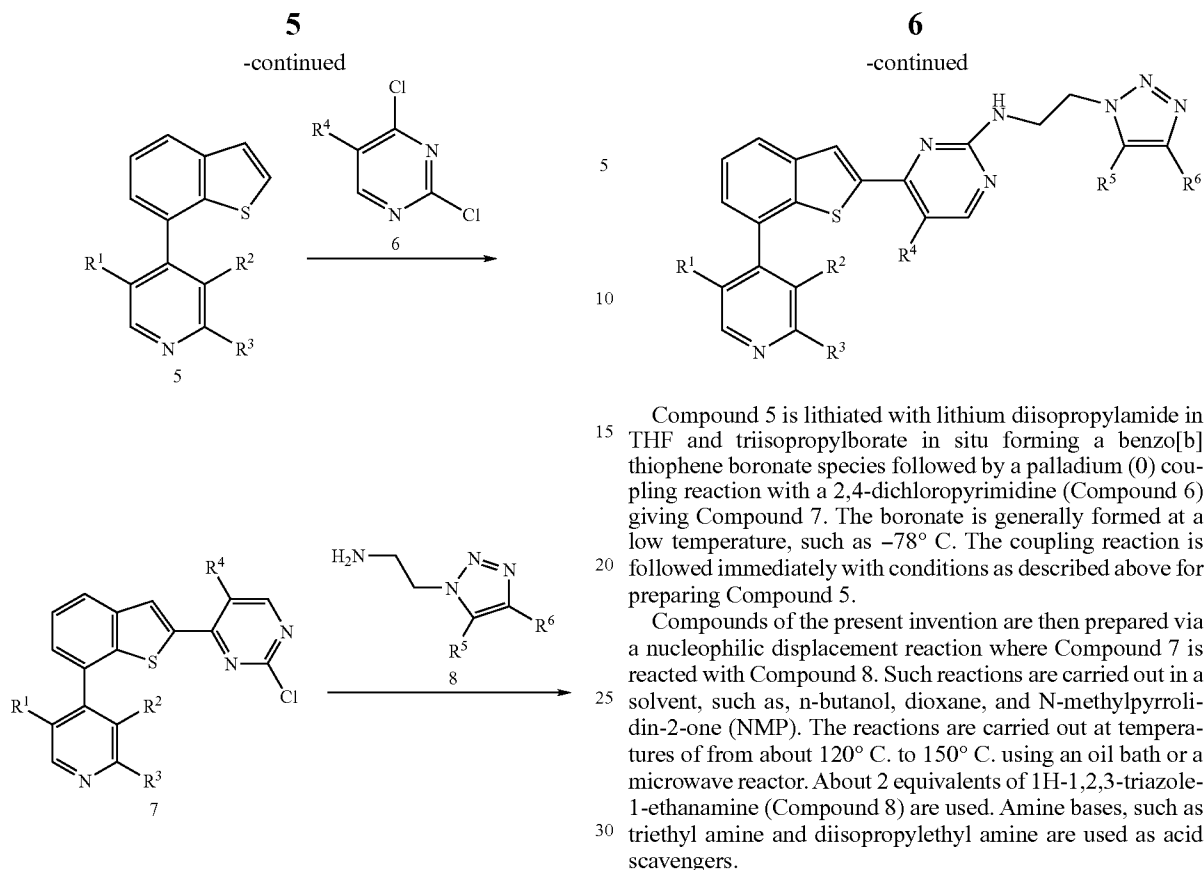 5
-continued
Cl
R4
N
N
Cl
6
S
R1
R2
N
R3
5
R4
N
N
S
Cl
R1
R2
N
R3
7
H2N
N
N
N
R6
R5
8
6
-continued
H
N
N
N
N
N
N
R5
R6
S
R4
R1
R2
N
R3
5
10
15
20
25
30
Compound 5 is lithiated with lithium diisopropylamide in
THF and triisopropylborate in situ forming a benzo[b]
thiophene boronate species followed by a palladium (0) cou-
pling reaction with a 2,4-dichloropyrimidine (Compound 6)
giving Compound 7. The boronate is generally formed at a
low temperature, such as −78° C. The coupling reaction is
followed immediately with conditions as described above for
preparing Compound 5.
Compounds of the present invention are then prepared via
a nucleophilic displacement reaction where Compound 7 is
reacted with Compound 8. Such reactions are carried out in a
solvent, such as, n-butanol, dioxane, and N-methylpyrroli-
din-2-one (NMP). The reactions are carried out at tempera-
tures of from about 120° C. to 150° C. using an oil bath or a
microwave reactor. About 2 equivalents of 1H-1,2,3-triazole-
1-ethanamine (Compound 8) are used. Amine bases, such as
triethyl amine and diisopropylethyl amine are used as acid
scavengers.